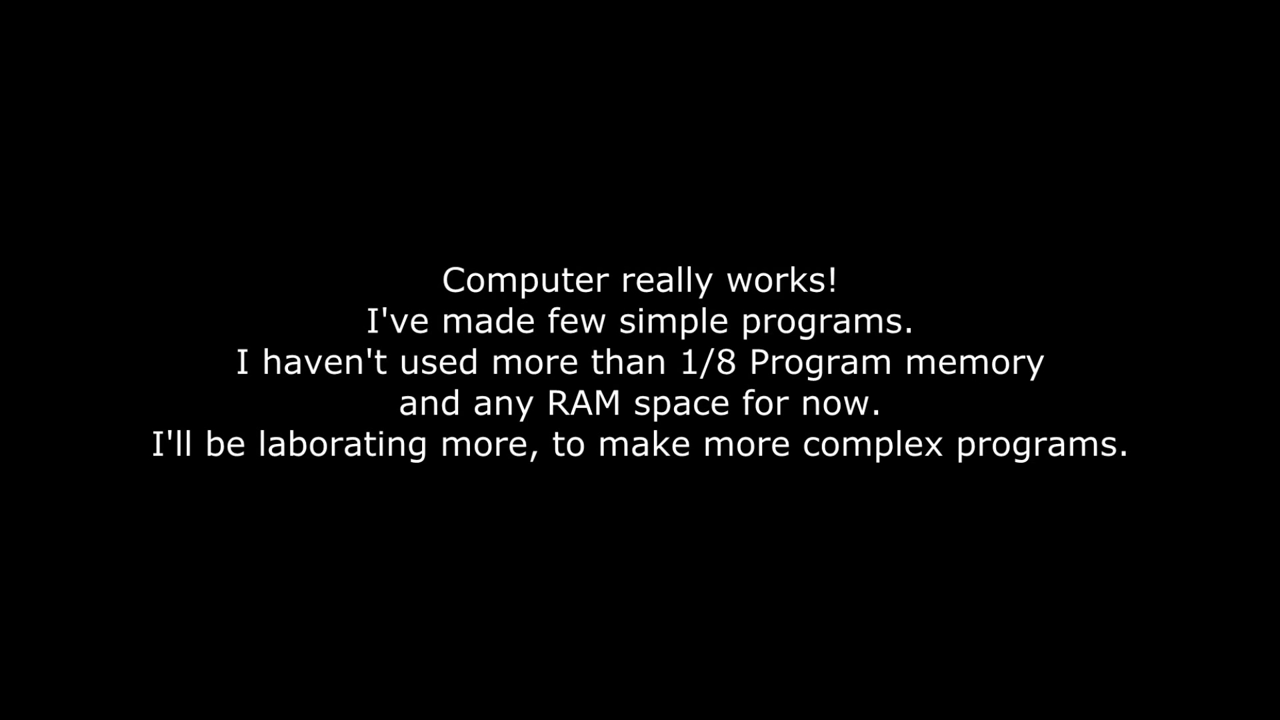 Computer really works!
I've made few simple programs.
I haven't used more than 1/8 Program memory
and any RAM space for now.
I'll be laborating more, to make more complex programs.